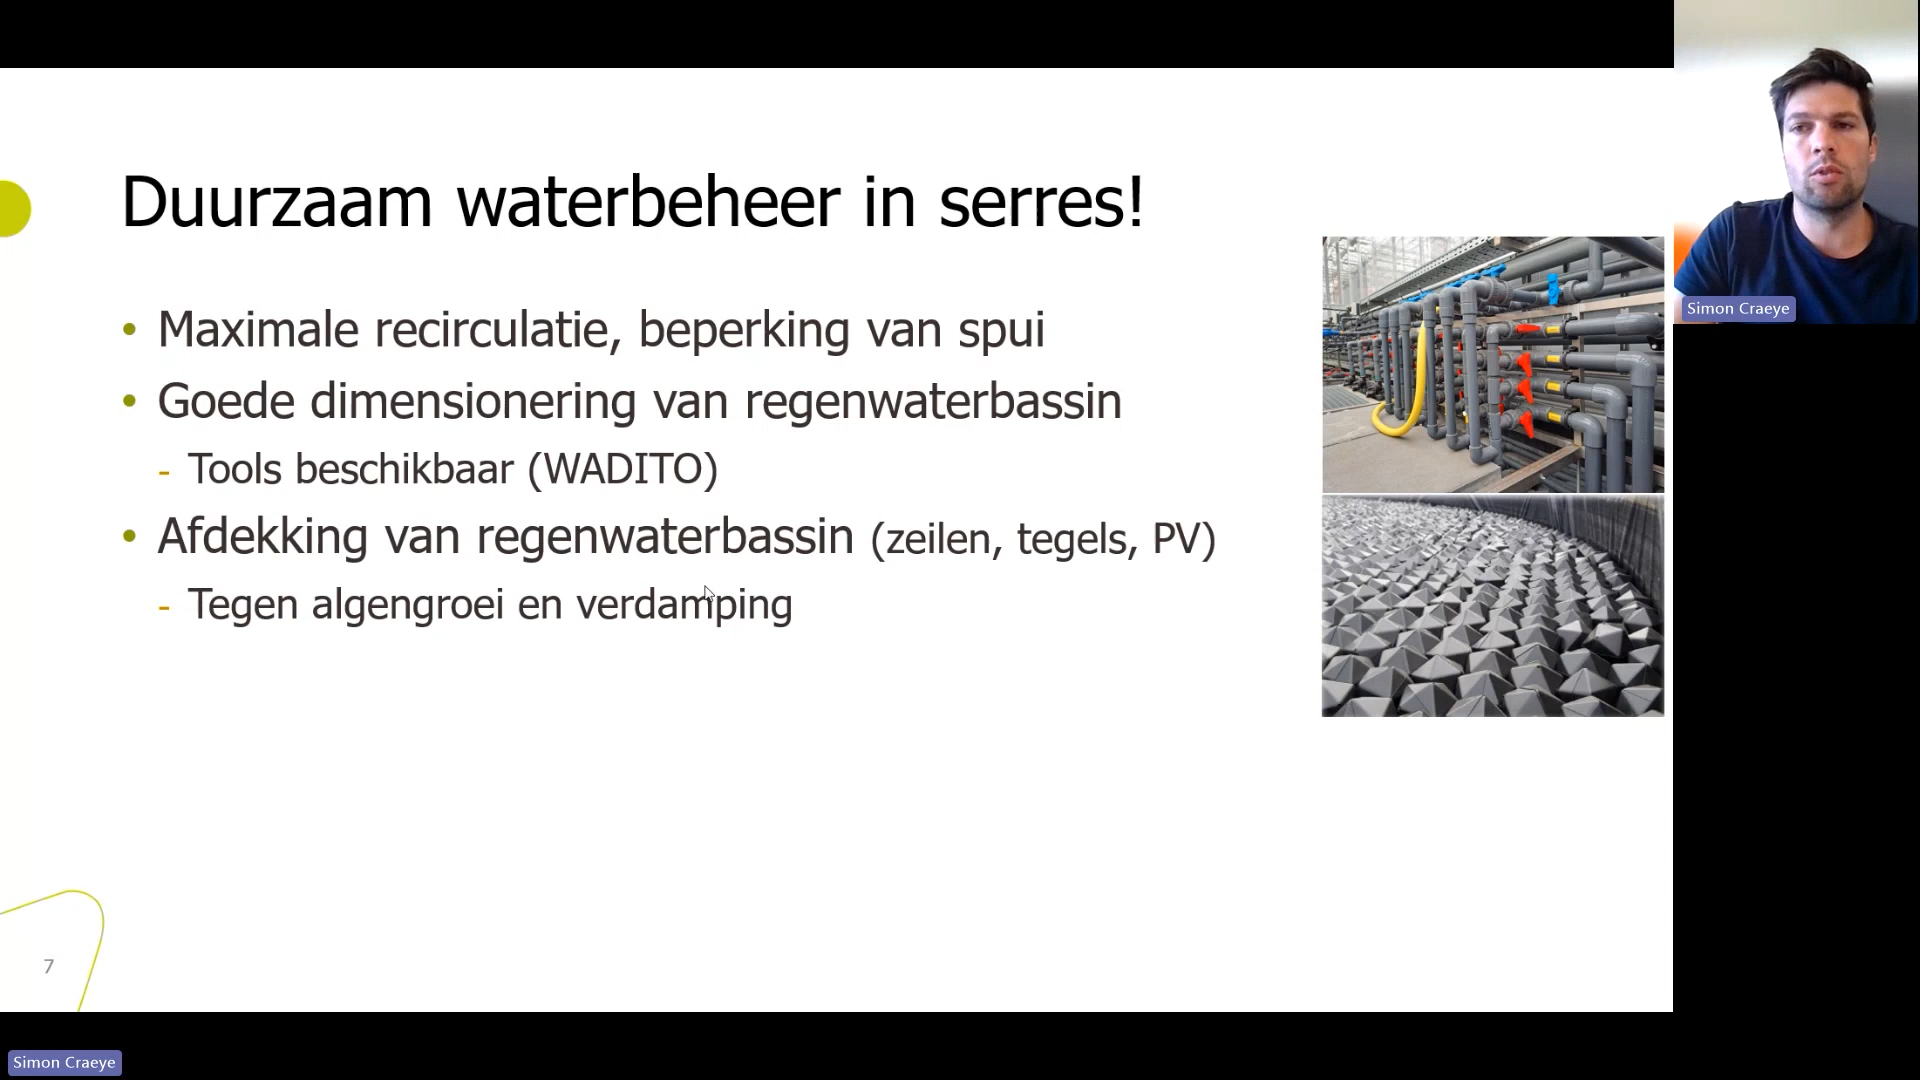 Duurzaam waterbeheer in serres!
• Maximale recirculatie, beperking van spui
• Goede dimensionering van regenwaterbassin
- Tools beschikbaar (WADITO)
• Afdekking van regenwaterbassin (zeilen, tegels, PV)
- Tegen algengroei en verdamping
7
Simon Craeye
Simon Craeye